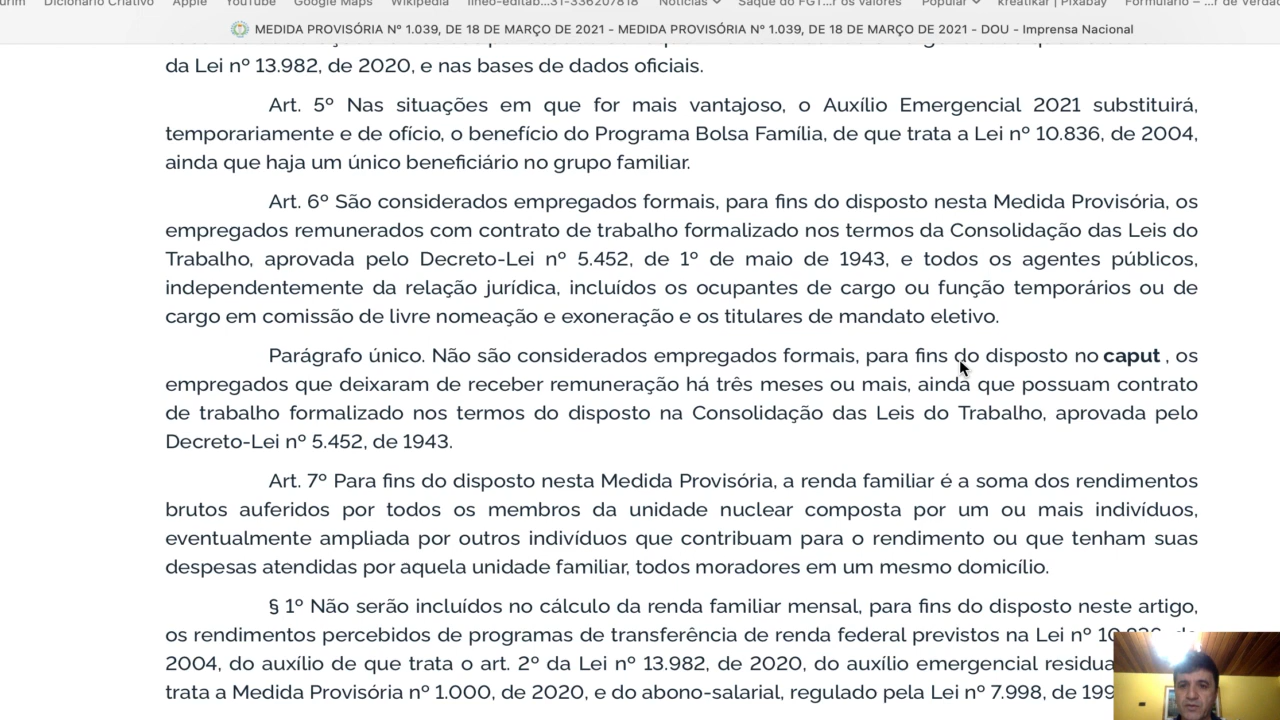 Dicionário Criativo Apple YouTube Google Maps Wikipedia Notícias Saque do FGT...r os valores Popular kreatikar | Pixabay
MEDIDA PROVISÓRIA Nº 1.039, DE 18 DE MARÇO DE 2021 - MEDIDA PROVISÓRIA Nº 1.039, DE 18 DE MARÇO DE 2021 - DOU - Imprensa Nacional
da Lei nº 13.982, de 2020, e nas bases de dados oficiais.
Art. 5º Nas situações em que for mais vantajoso, o Auxílio Emergencial 2021 substituirá,
temporariamente e de ofício, o benefício do Programa Bolsa Família, de que trata a Lei nº 10.836, de 2004,
ainda que haja um único beneficiário no grupo familiar.
Art. 6º São considerados empregados formais, para fins do disposto nesta Medida Provisória, os
empregados remunerados com contrato de trabalho formalizado nos termos da Consolidação das Leis do
Trabalho, aprovada pelo Decreto-Lei nº 5.452, de 1º de maio de 1943, e todos os agentes públicos,
independentemente da relação jurídica, incluídos os ocupantes de cargo ou função temporários ou de
cargo em comissão de livre nomeação e exoneração e os titulares de mandato eletivo.
Parágrafo único. Não são considerados empregados formais, para fins do disposto no caput , os
empregados que deixaram de receber remuneração há três meses ou mais, ainda que possuam contrato
de trabalho formalizado nos termos do disposto na Consolidação das Leis do Trabalho, aprovada pelo
Decreto-Lei nº 5.452, de 1943.
Art. 7º Para fins do disposto nesta Medida Provisória, a renda familiar é a soma dos rendimentos
brutos auferidos por todos os membros da unidade nuclear composta por um ou mais indivíduos,
eventualmente ampliada por outros indivíduos que contribuam para o rendimento ou que tenham suas
despesas atendidas por aquela unidade familiar, todos moradores em um mesmo domicílio.
§ 1º Não serão incluídos no cálculo da renda familiar mensal, para fins do disposto neste artigo,
os rendimentos percebidos de programas de transferência de renda federal previstos na Lei nº
2004, do auxílio de que trata o art. 2º da Lei nº 13.982, de 2020, do auxílio emergencial
trata a Medida Provisória nº 1.000, de 2020, e do abono-salarial, regulado pela Lei nº 7.998, de